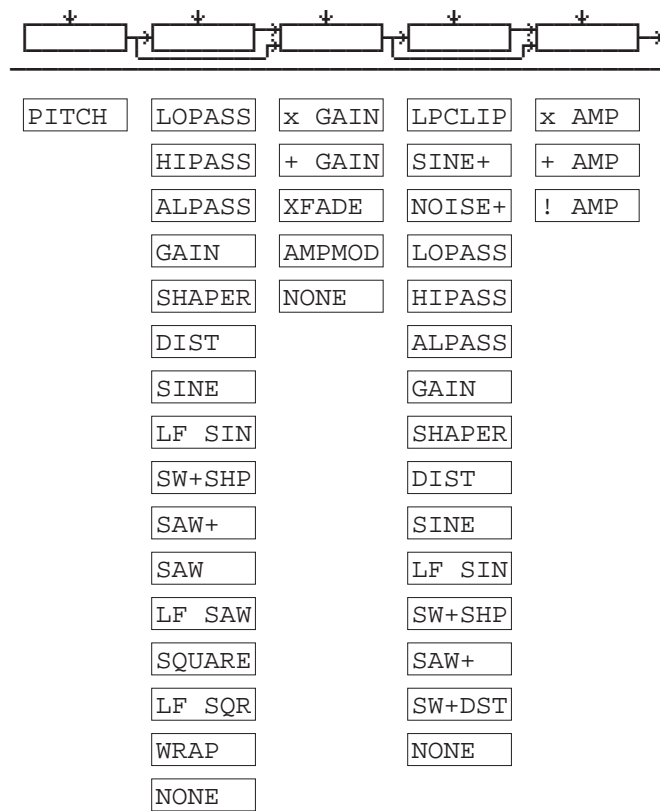 PITCH LOPASS x GAIN LPCLIP x AMP
HIPASS + GAIN SINE+ + AMP
ALPASS XFADE NOISE+ ! AMP
GAIN AMPMOD LOPASS
SHAPER NONE HIPASS
DIST ALPASS
SINE GAIN
LF SIN SHAPER
SW+SHP DIST
SAW+ SINE
SAW LF SIN
LF SAW SW+SHP
SQUARE SAW+
LF SQR SW+DST
WRAP NONE
NONE